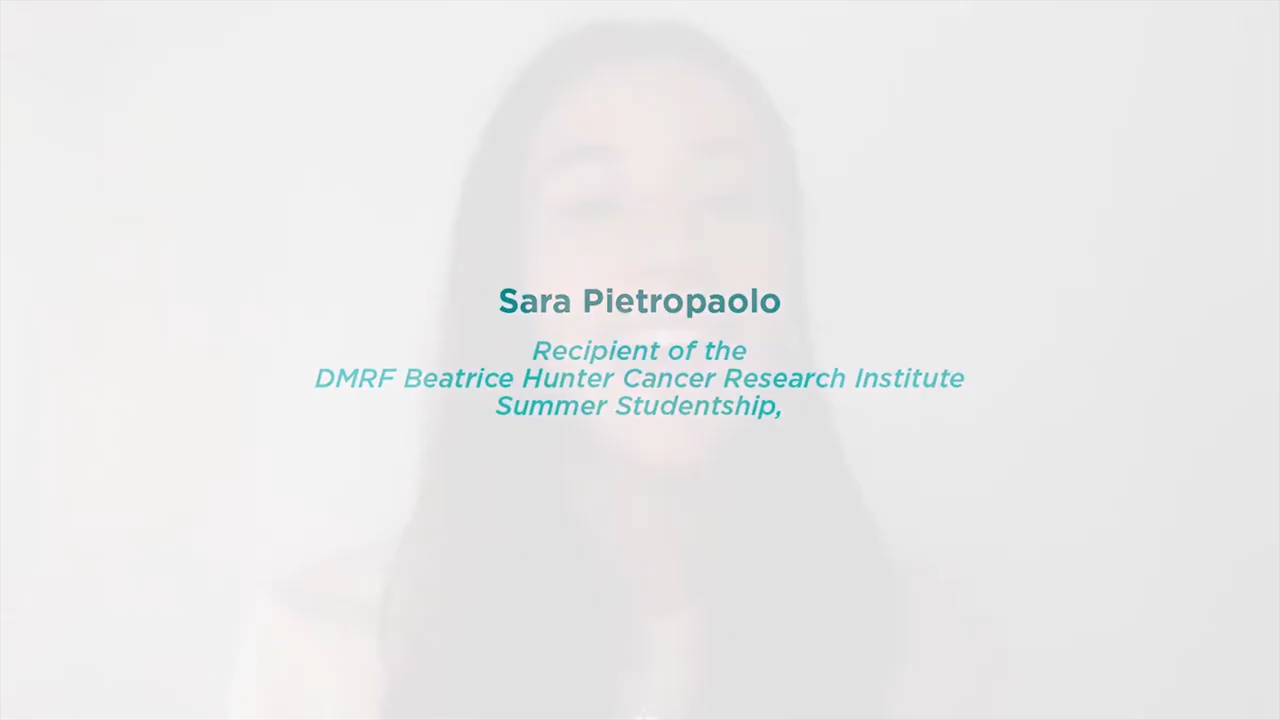 Sara Pietropaolo
Recipient of the
DMRF Beatrice Hunter Cancer Research Institute
Summer Studentship,